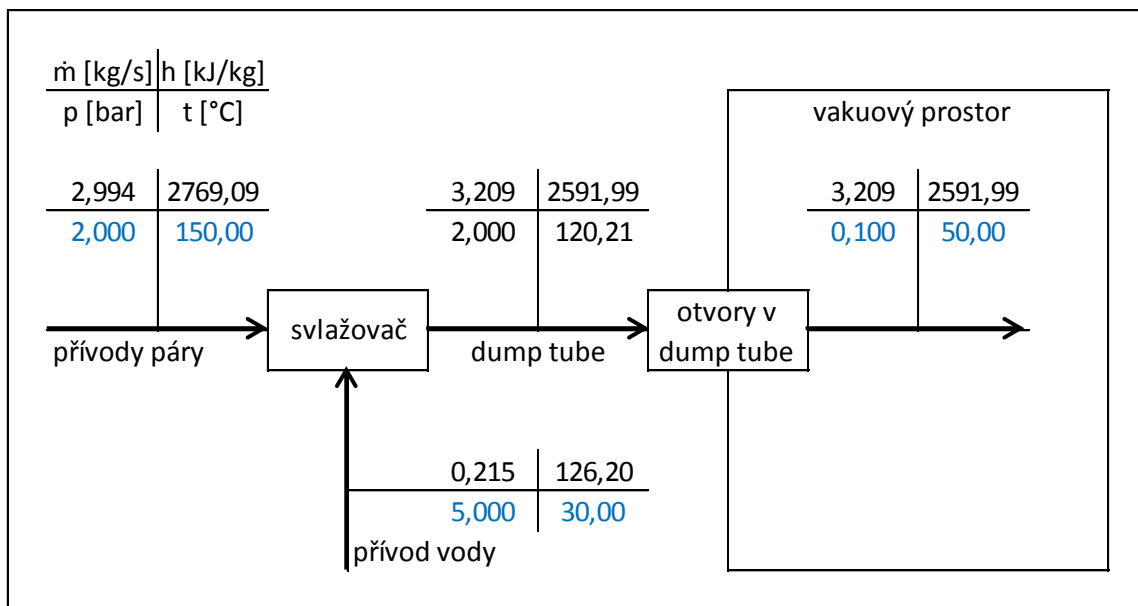 ṁ [kg/s] h [kJ/kg]
p [bar] t [°C]
vakuový prostor
2,994 2769,09
2,000 150,00
3,209 2591,99
2,000 120,21
3,209 2591,99
0,100 50,00
přívody páry
svlažovač
dump tube
otvory v
dump tube
0,215 126,20
5,000 30,00
přívod vody